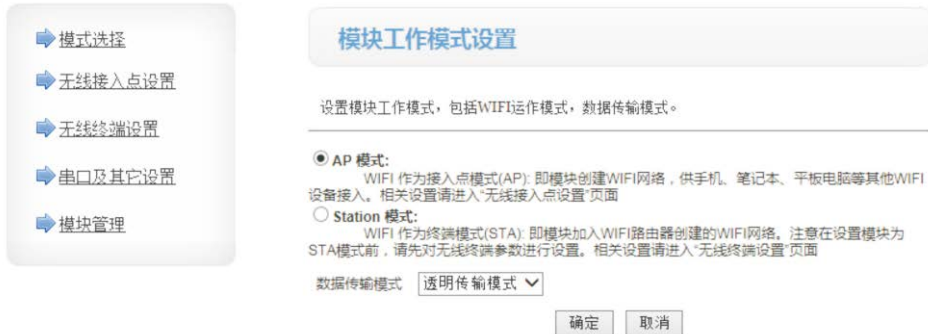 模式选择
无线接入点设置
无线终端设置
串口及其它设置
模块管理
模块工作模式设置
设置模块工作模式，包括WIFI运作模式，数据传输模式。
AP 模式:
WIFI 作为接入点模式(AP): 即模块创建WIFI网络，供手机、笔记本、平板电脑等其他WIFI
设备接入。相关设置请进入“无线接入点设置”页面
Station 模式:
WIFI 作为终端模式(STA): 即模块加入WIFI路由器创建的WIFI网络。注意在设置模块为
STA模式前，请先对无线终端参数进行设置。相关设置请进入“无线终端设置”页面
数据传输模式 透明传输模式
确定 取消